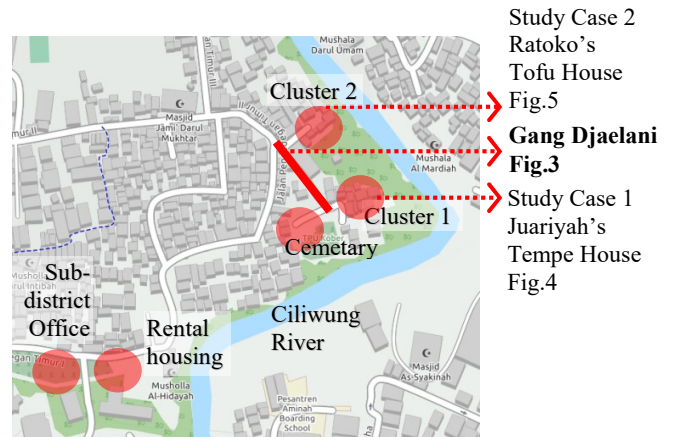 Study Case 2
Ratoko's
Tofu House
Fig.5
Gang Djaelani
Fig.3
Study Case 1
Juariyah's
Tempe House
Fig.4
Mushala
Darul Umam
Cluster 2
Masjid
Jami' Darul
Mukhtar
Mushala
Al Mardiah
Cluster 1
TPU Kober
Cemetary
Sub-
district
Office
Rental
housing
Ciliwung
River
Musholla
Al-Hidayah
Masjid
As-Syakinah
Pesantren
Aminah
Boarding
School